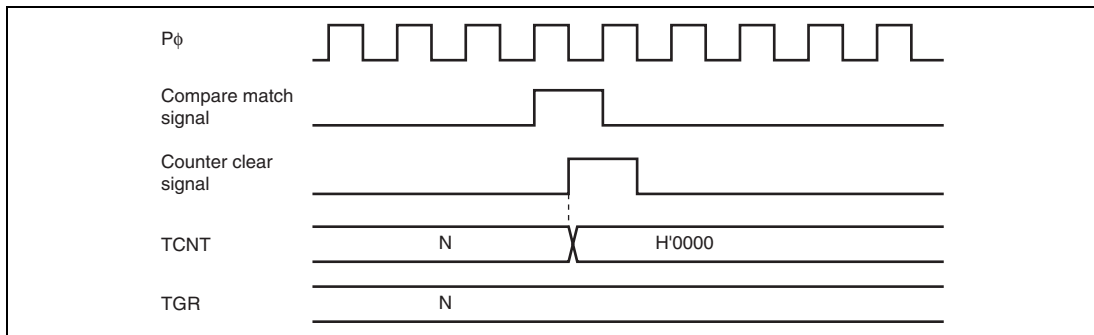 Pφ
Compare match
signal
Counter clear
signal
TCNT
N
H'0000
TGR
N